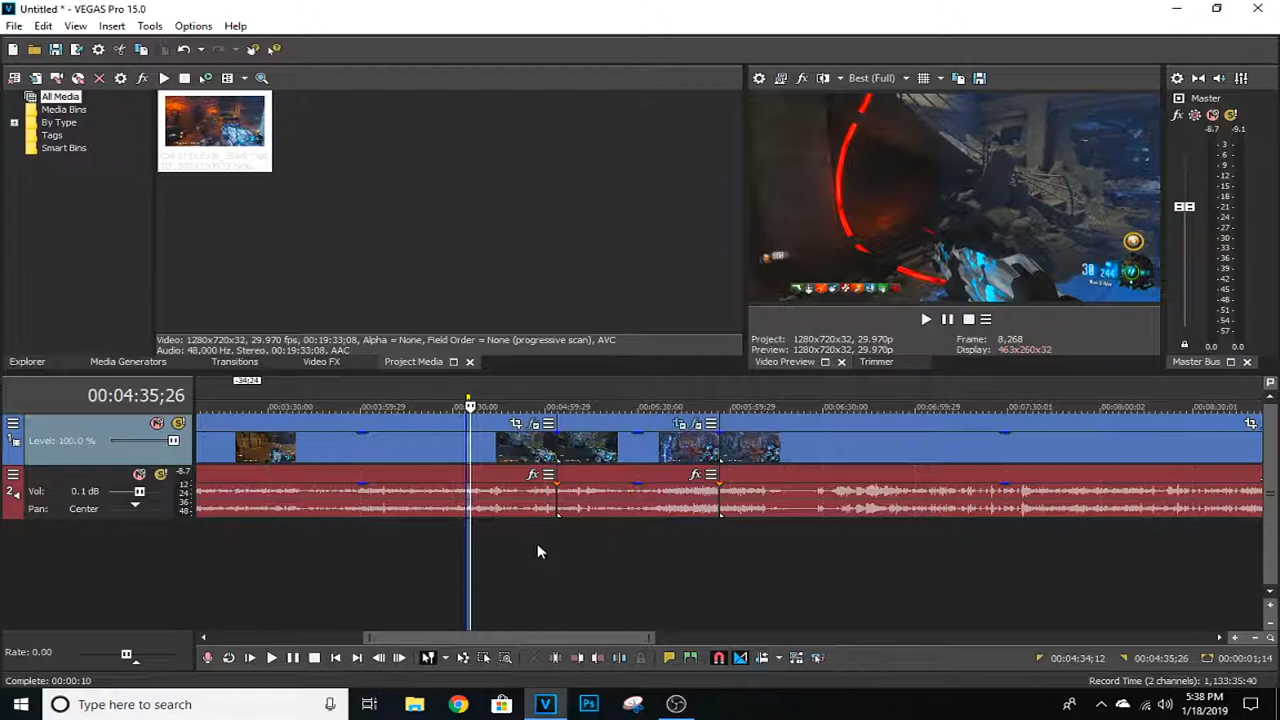 Untitled * - VEGAS Pro 15.0
File Edit View Insert Tools Options Help
Best (Full)
All Media
Media Bins
By Type
Tags
Smart Bins
Master
-8.7 -9.1
3
6
9
12
15
18
21
24
27
30
33
36
39
42
45
48
51
54
57
0.0 0.0
30 244
Video: 1280x720x32, 29.970 fps, 00:19:33;08, Alpha = None, Field Order = None (progressive scan), AVC
Audio: 48,000 Hz, Stereo, 00:19:33;08, AAC
Project: 1280x720x32, 29.970p Frame: 8,268
Preview: 1280x720x32, 29.970p Display: 463x260x32
Explorer Media Generators Transitions Video FX Project Media Video Preview Trimmer Master Bus
-34;24
00:04:35;26
00:03:30;00 00:03:59;29 00:04:59;29 00:05:30;00 00:05:59;29 00:06:30;00 00:06:59;29 00:07:30;01 00:08:00;02 00:08:30;01
1
Level: 100.0 %
2
-8.7
Vol: 0.1 dB
Pan: Center
12
24
36
48
Rate: 0.00
00:04:34;12 00:04:35;26 00:00:01;14
Complete: 00:00:10
Record Time (2 channels): 1,133:35:40
Type here to search
V
Ps
5:38 PM
1/18/2019